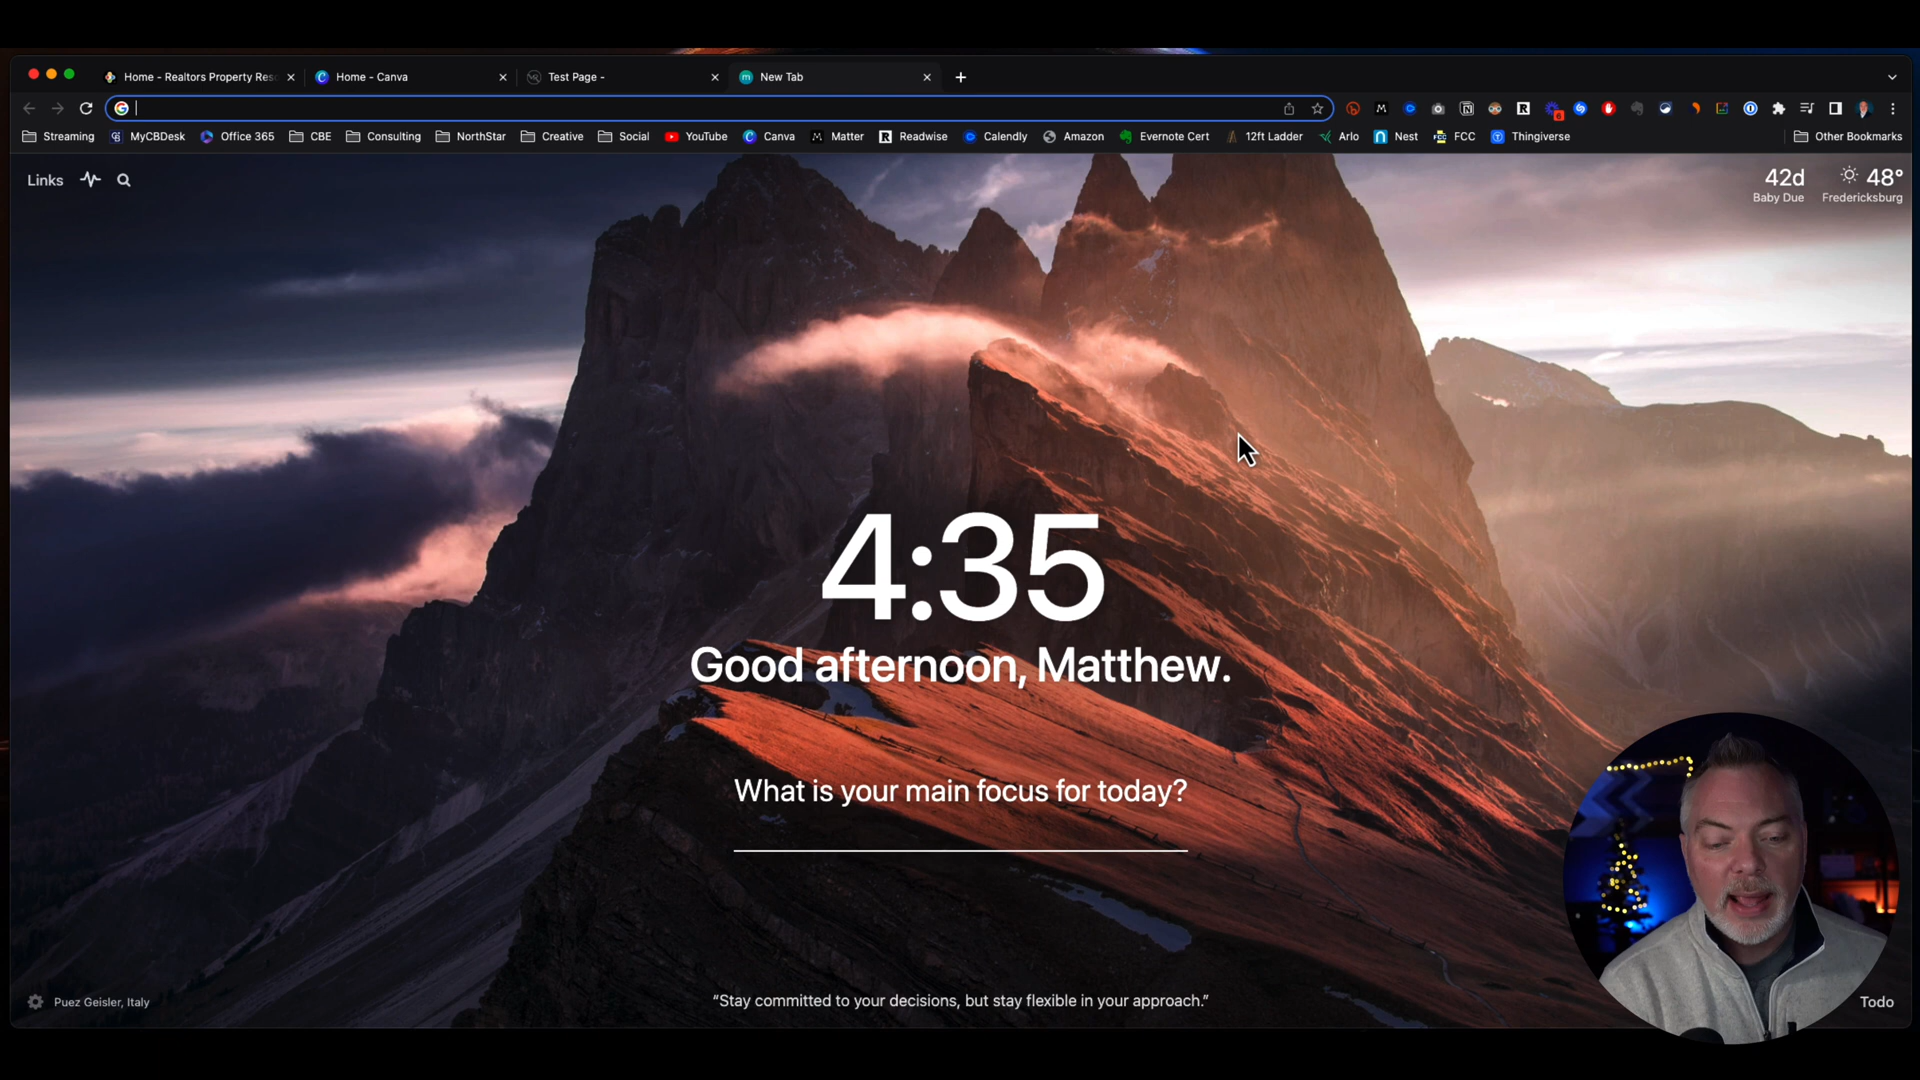 Home - Realtors Property Res
Home - Canva
Test Page -
New Tab
Streaming
MyCBDesk
Office 365
CBE
Consulting
NorthStar
Creative
Social
YouTube
Canva
Matter
Readwise
Calendly
Amazon
Evernote Cert
12ft Ladder
Arlo
Nest
FCC
Thingiverse
Other Bookmarks
Links
42d
Baby Due
48°
Fredericksburg
4:35
Good afternoon, Matthew.
What is your main focus for today?
Puez Geisler, Italy
“Stay committed to your decisions, but stay flexible in your approach.”
Todo